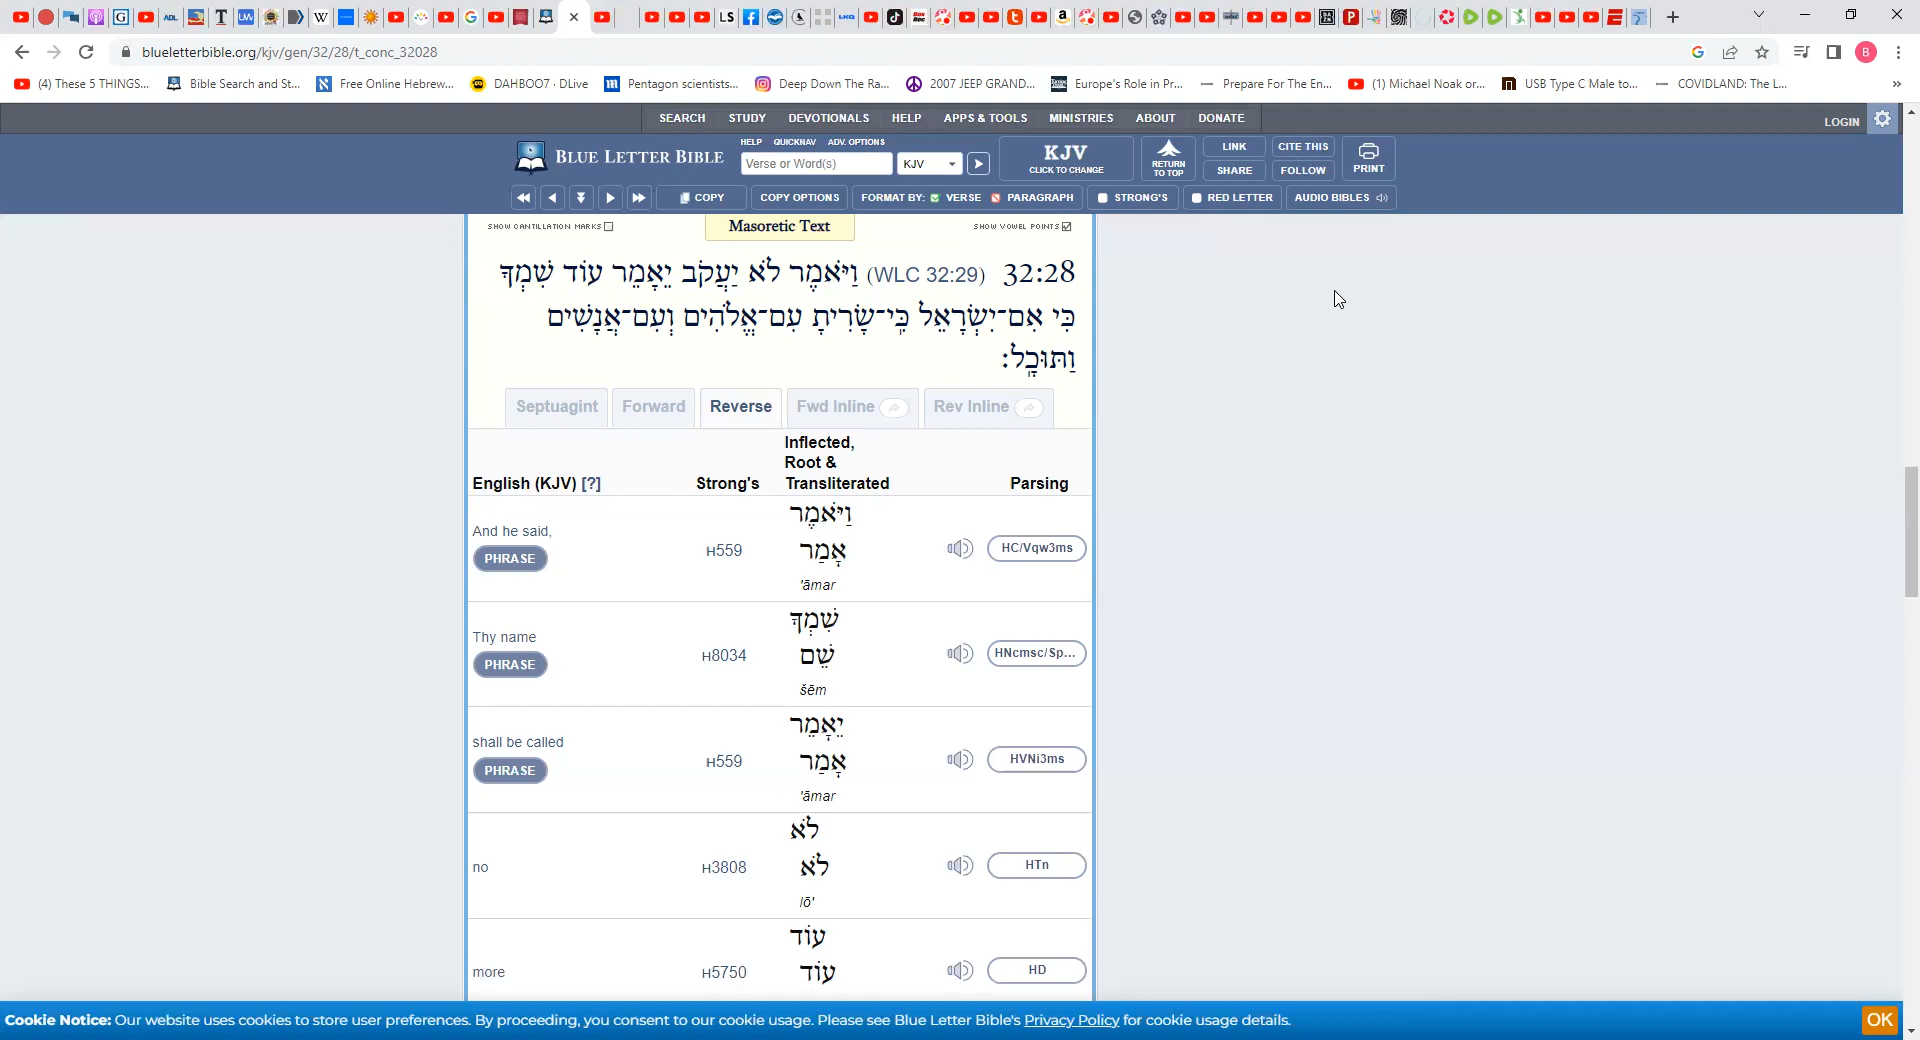 blueletterbible.org/kjv/gen/32/28/t_conc_32028
(4) These 5 THINGS... Bible Search and St... Free Online Hebrew... DAHBOO7 · DLive Pentagon scientists... Deep Down The Ra... 2007 JEEP GRAND... Europe's Role in Pr... Prepare For The En... (1) Michael Noak or... USB Type C Male to... COVIDLAND: The L... »
SEARCH STUDY DEVOTIONALS HELP APPS & TOOLS MINISTRIES ABOUT DONATE LOGIN
HELP QUICKNAV ADV. OPTIONS
BLUE LETTER BIBLE
Verse or Word(s) KJV
KJV
CLICK TO CHANGE
RETURN
TO TOP
LINK CITE THIS
SHARE FOLLOW
PRINT
COPY COPY OPTIONS FORMAT BY: VERSE PARAGRAPH STRONG'S RED LETTER AUDIO BIBLES
SHOW CANTILLATION MARKS Masoretic Text SHOW VOWEL POINTS
32:28 (WLC 32:29) וַיֹּאמֶר לֹא יַעֲקֹב יֵאָמֵר עוֹד שִׁמְךָ
כִּי אִם־יִשְׂרָאֵל כִּי־שָׂרִיתָ עִם־אֱלֹהִים וְעִם־אֲנָשִׁים
וַתּוּכָל׃
Septuagint Forward Reverse Fwd Inline Rev Inline
English (KJV) [?] Strong's Inflected,
Root &
Transliterated Parsing
And he said,
PHRASE
H559
וַיֹּאמֶר
אָמַר
'āmar
HC/Vqw3ms
Thy name
PHRASE
H8034
שִׁמְךָ
שֵׁם
šēm
HNcmsc/Sp...
shall be called
PHRASE
H559
יֵאָמֵר
אָמַר
'āmar
HVNi3ms
no
H3808
לֹא
לֹא
lō'
HTn
more
H5750
עוֹד
עוֹד
HD
Cookie Notice: Our website uses cookies to store user preferences. By proceeding, you consent to our cookie usage. Please see Blue Letter Bible's Privacy Policy for cookie usage details.
OK